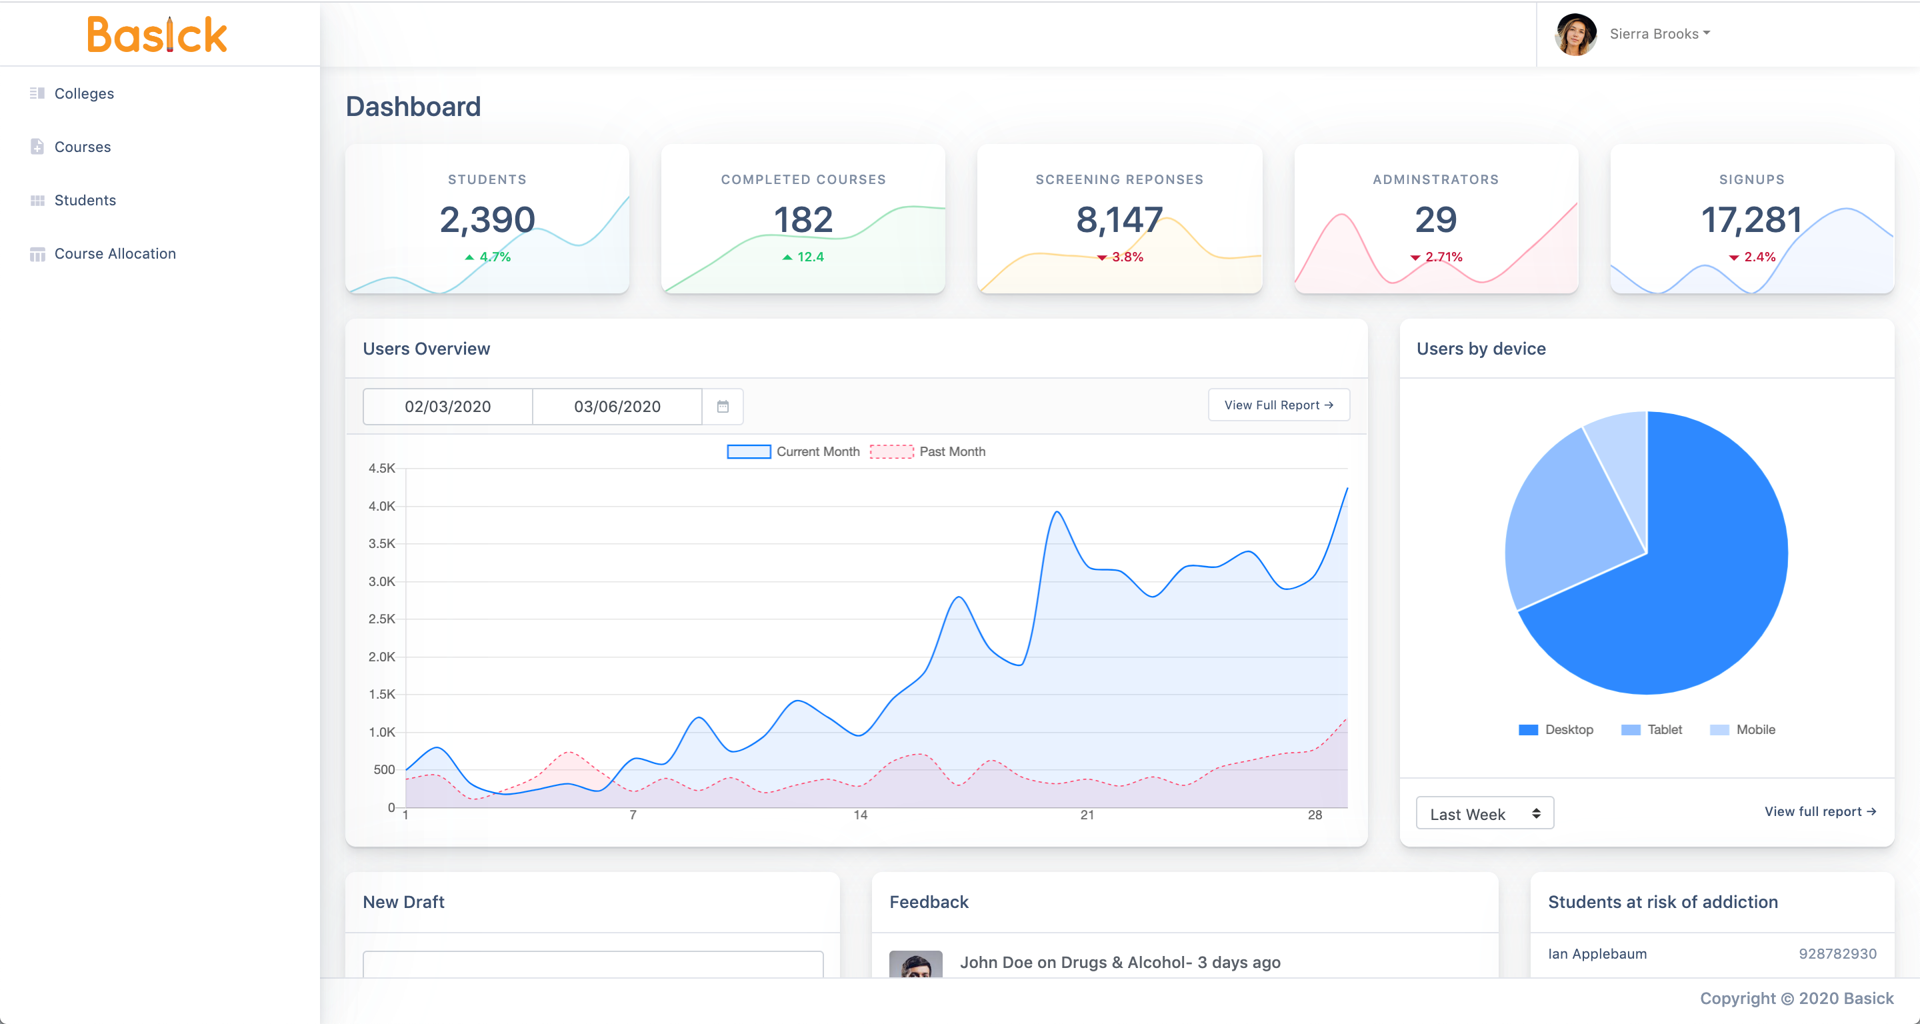 Basick
Sierra Brooks
Colleges
Courses
Students
Course Allocation
Dashboard
STUDENTS
2,390
4.7%
COMPLETED COURSES
182
12.4
SCREENING REPONSES
8,147
3.8%
ADMINSTRATORS
29
2.71%
SIGNUPS
17,281
2.4%
Users Overview
02/03/2020 03/06/2020
View Full Report →
Current Month Past Month
4.5K
4.0K
3.5K
3.0K
2.5K
2.0K
1.5K
1.0K
500
0
1 7 14 21 28
Users by device
Desktop Tablet Mobile
Last Week
View full report →
New Draft
Feedback
John Doe on Drugs & Alcohol- 3 days ago
Students at risk of addiction
Ian Applebaum 928782930
Copyright © 2020 Basick